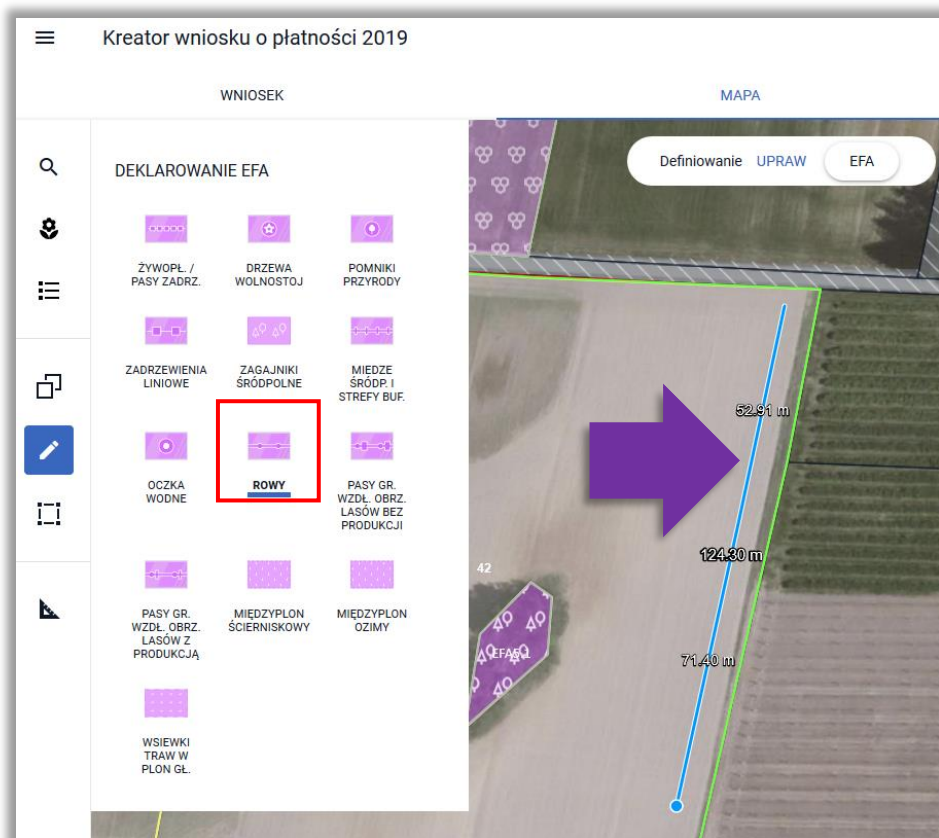 Kreator wniosku o płatności 2019
WNIOSEK
MAPA
DEKLAROWANIE EFA
Definiowanie UPRAW EFA
ŻYWOPŁ. /
PASY ZADRZ.
DRZEWA
WOLNOSTOJ
POMNIKI
PRZYRODY
ZADRZEWIENIA
LINIOWE
ZAGAJNIKI
ŚRÓDPOLNE
MIEDZE
ŚRÓDP. I
STREFY BUF.
OCZKA
WODNE
ROWY
PASY GR.
WZDŁ. OBRZ.
LASÓW BEZ
PRODUKCJI
PASY GR.
WZDŁ. OBRZ.
LASÓW Z
PRODUKCJĄ
MIĘDZYPLON
ŚCIERNISKOWY
MIĘDZYPLON
OZIMY
WSIEWKI
TRAW W
PLON GŁ.
52.91 m
124.30 m
42
71.40 m